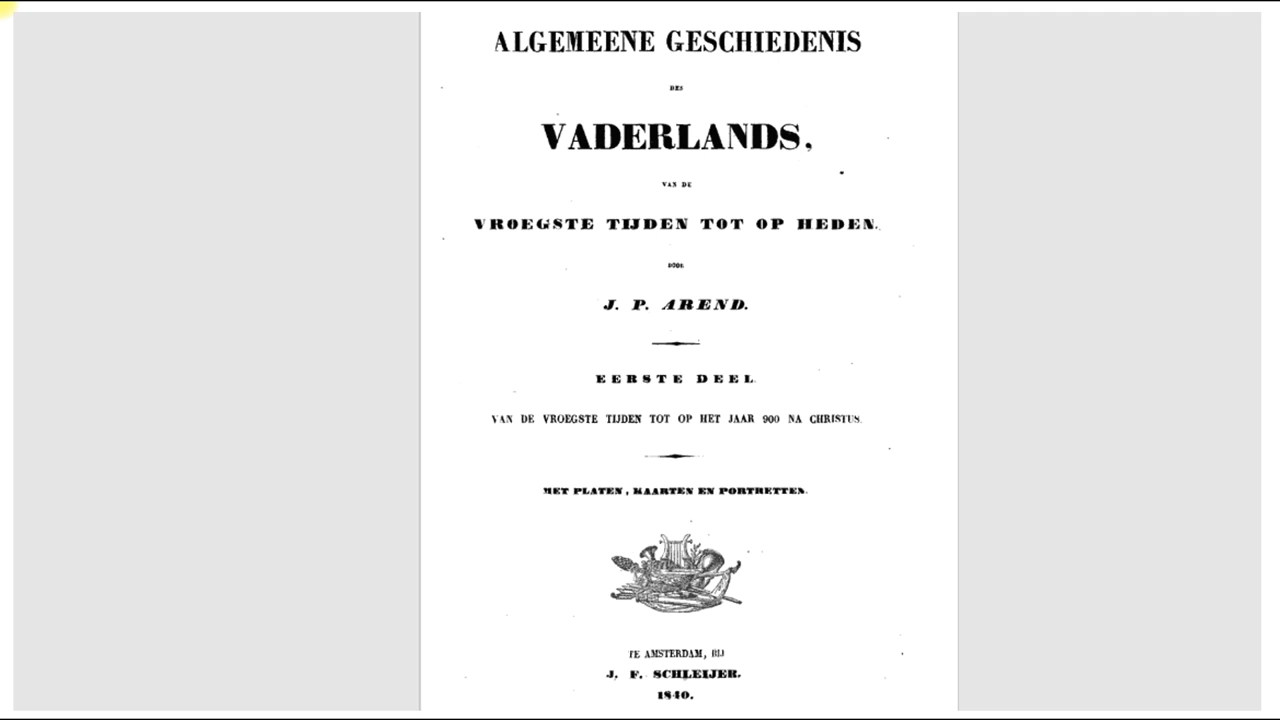 ALGEMEENE GESCHIEDENIS
DES
VADERLANDS,
VAN DE
VROEGSTE TIJDEN TOT OP HEDEN.
DOOR
J. P. AREND.
EERSTE DEEL.
VAN DE VROEGSTE TIJDEN TOT OP HET JAAR 900 NA CHRISTUS.
MET PLATEN, KAARTEN EN PORTRETTEN.
TE AMSTERDAM, BIJ
J. F. SCHLEIJER.
1840.